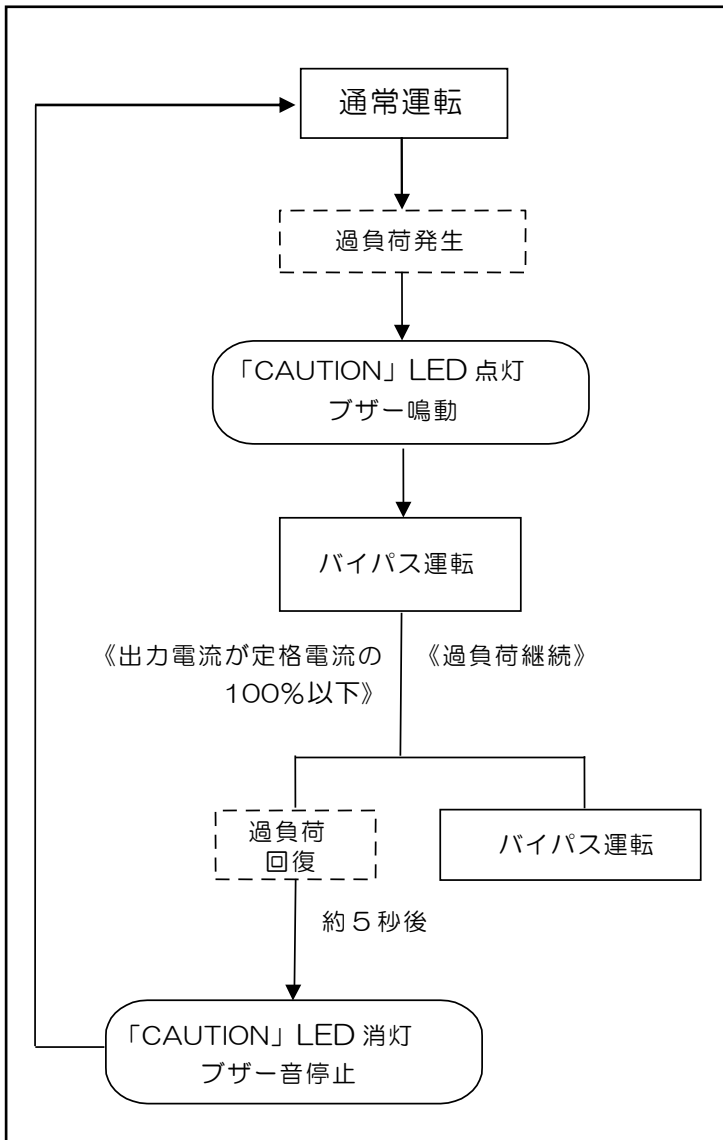 通常運転
過負荷発生
「CAUTION」LED 点灯
ブザー鳴動
バイパス運転
《出力電流が定格電流の
100%以下》
《過負荷継続》
過負荷
回復
バイパス運転
約5秒後
「CAUTION」LED 消灯
ブザー音停止